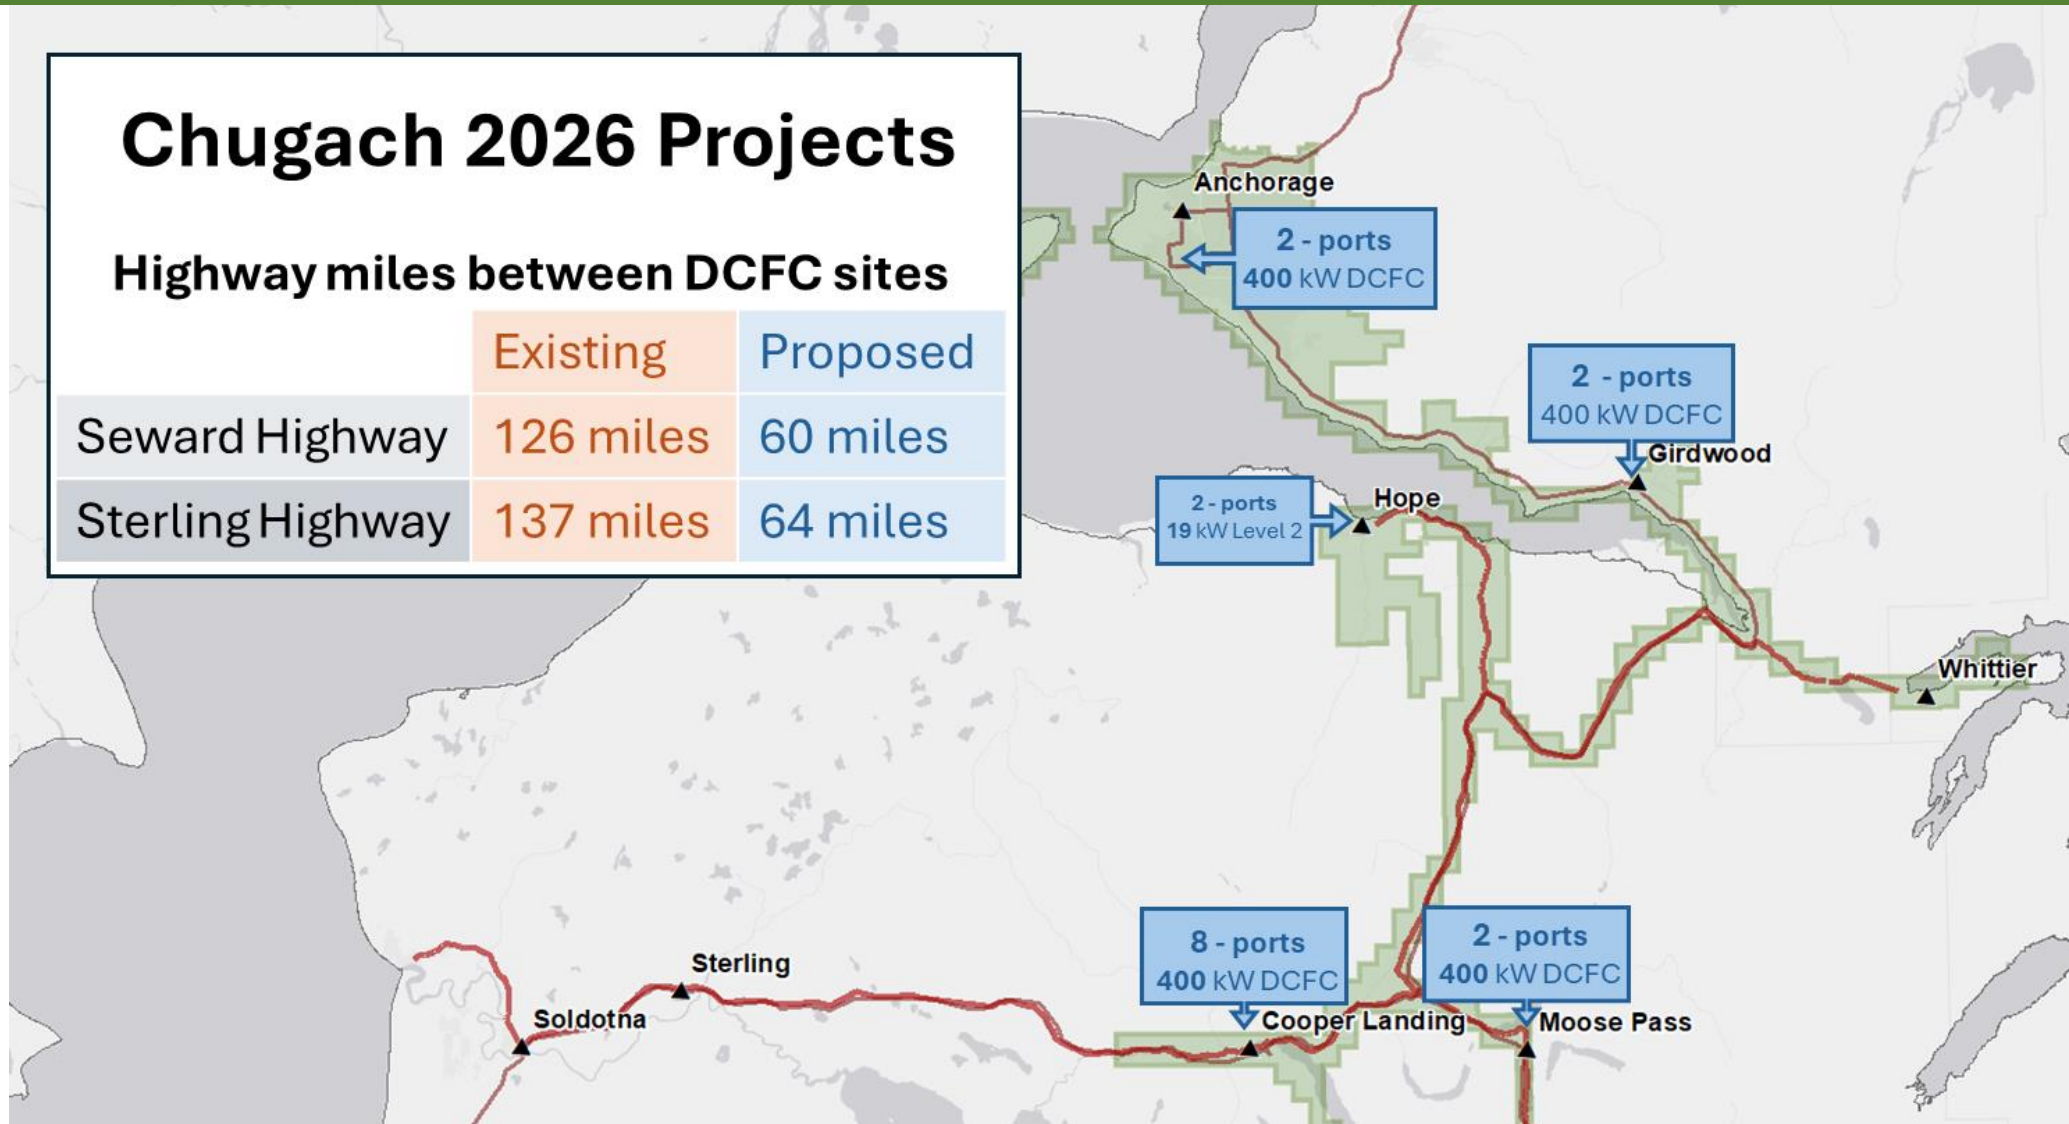 Chugach 2026 Projects
Highway miles between DCFC sites
Existing Proposed
Seward Highway 126 miles 60 miles
Sterling Highway 137 miles 64 miles
Anchorage
2 - ports
400 kW DCFC
2 - ports
400 kW DCFC
Girdwood
2 - ports
19 kW Level 2
Hope
Whittier
8 - ports
400 kW DCFC
2 - ports
400 kW DCFC
Sterling
Soldotna
Cooper Landing
Moose Pass